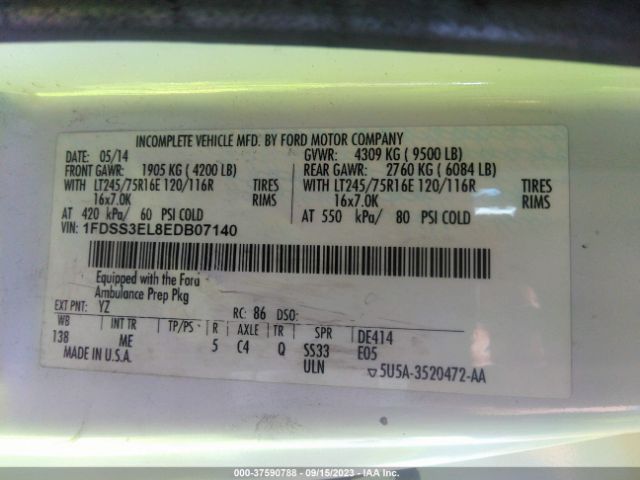 INCOMPLETE VEHICLE MFD. BY FORD MOTOR COMPANY
DATE: 05/14 GVWR: 4309 KG ( 9500 LB)
FRONT GAWR: 1905 KG ( 4200 LB) REAR GAWR: 2760 KG ( 6084 LB)
WITH LT245/75R16E 120/116R TIRES WITH LT245/75R16E 120/116R TIRES
16x7.0K RIMS 16x7.0K RIMS
AT 420 kPa/ 60 PSI COLD AT 550 kPa/ 80 PSI COLD
VIN: 1FDSS3EL8EDB07140
Equipped with the Ford
Ambulance Prep Pkg
EXT PNT: YZ RC: 86 DSO:
WB INT TR TP/PS R AXLE TR SPR DE414
138 ME 5 C4 Q SS33 E05
MADE IN U.S.A. ULN ▽5U5A-3520472-AA
000-37590788 - 09/15/2023 - IAA Inc.